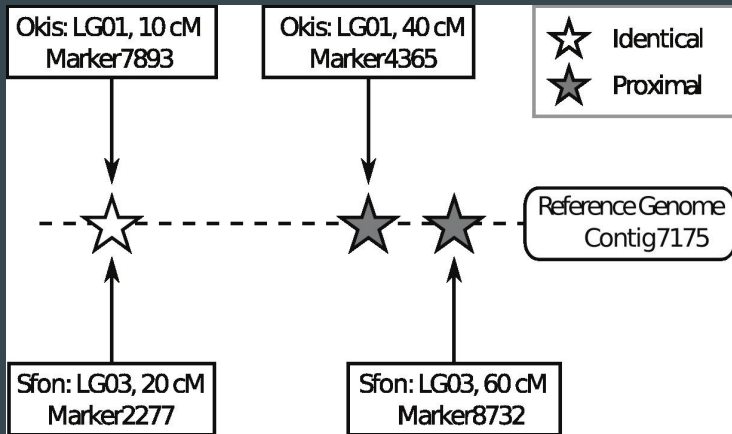 Okis: LG01, 10 cM
Marker7893
Okis: LG01, 40 cM
Marker4365
Identical
Proximal
Reference Genome
Contig7175
Sfon: LG03, 20 cM
Marker2277
Sfon: LG03, 60 cM
Marker8732